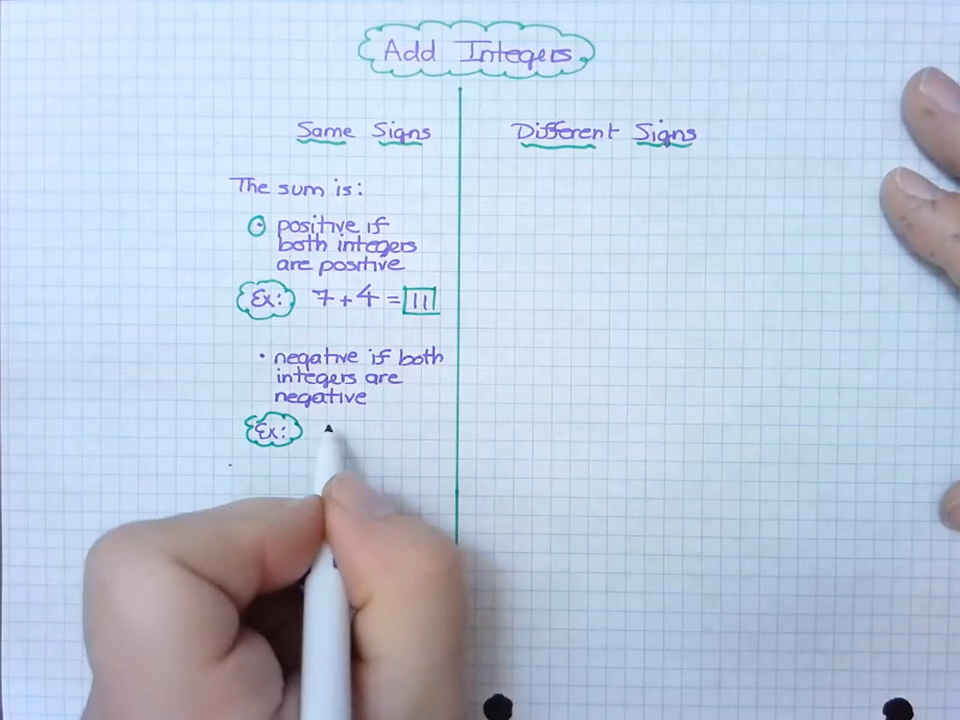 Add Integers
Same Signs
Different Signs
The sum is:
• positive if
both integers
are positive
Ex: 7 + 4 = 11
• negative if both
integers are
negative
Ex: